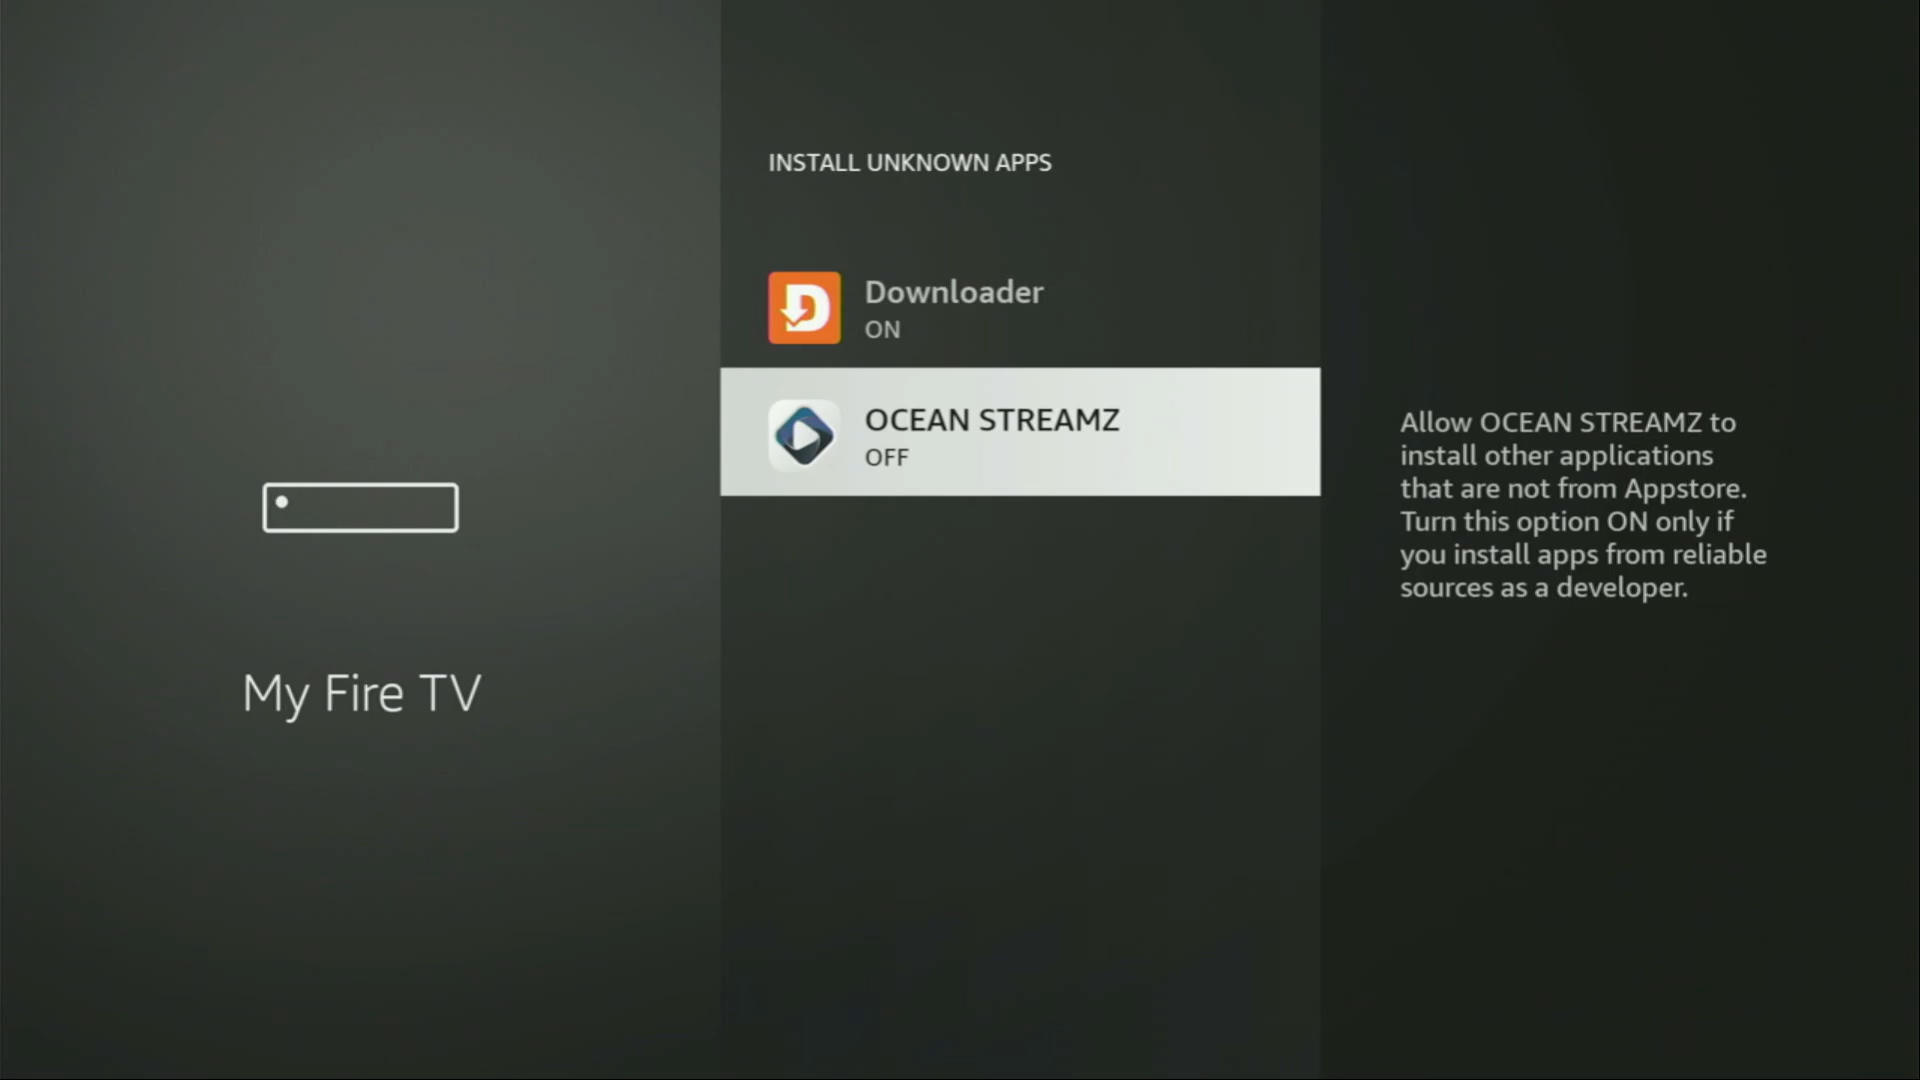 INSTALL UNKNOWN APPS
Downloader
ON
OCEAN STREAMZ
OFF
My Fire TV
Allow OCEAN STREAMZ to
install other applications
that are not from Appstore.
Turn this option ON only if
you install apps from reliable
sources as a developer.